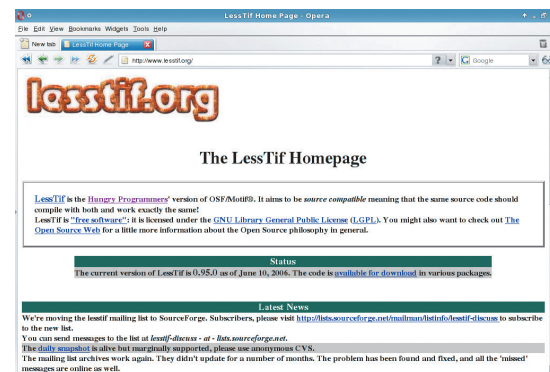 LessTif Home Page - Opera
File Edit View Bookmarks Widgets Tools Help
New tab LessTif Home Page
http://www.lesstif.org/ ? G Google
lesstif.org
The LessTif Homepage
LessTif is the Hungry Programmers' version of OSF/Motif®. It aims to be source compatible meaning that the same source code should
compile with both and work exactly the same!
LessTif is "free software": it is licensed under the GNU Library General Public License (LGPL). You might also want to check out The
Open Source Web for a little more information about the Open Source philosophy in general.
Status
The current version of LessTif is 0.95.0 as of June 10, 2006. The code is available for download in various packages.
Latest News
We're moving the lesstif mailing list to SourceForge. Subscribers, please visit http://lists.sourceforge.net/mailman/listinfo/lesstif-discuss to subscribe
to the new list.
You can send messages to the list at lesstif-discuss - at - lists.sourceforge.net.
The daily snapshot is alive but marginally supported, please use anonymous CVS.
The mailing list archives work again. They didn't update for a number of months. The problem has been found and fixed, and all the 'missed'
messages are online as well.